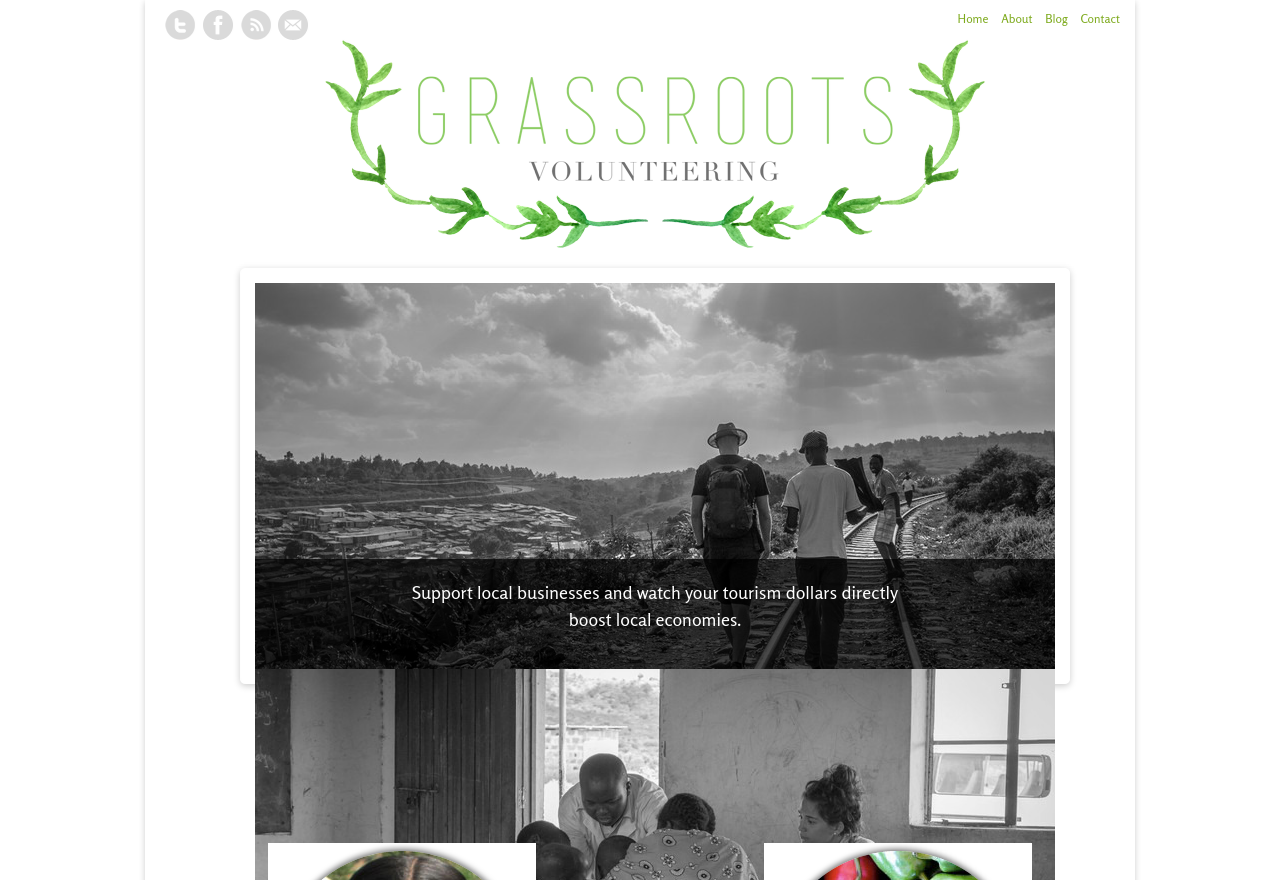 Home About Blog Contact
GRASSROOTS
VOLUNTEERING
Support local businesses and watch your tourism dollars directly
boost local economies.